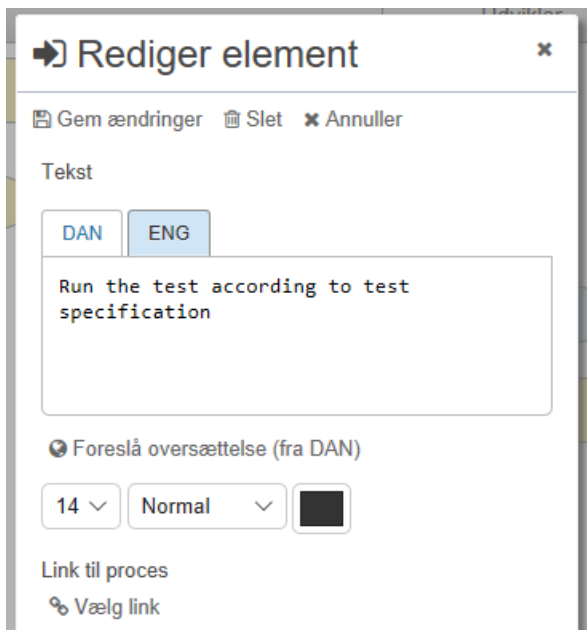 Udvikler
Rediger element
Gem ændringer Slet Annuller
Tekst
DAN ENG
Run the test according to test
specification
Foreslå oversættelse (fra DAN)
14 Normal
Link til proces
Vælg link